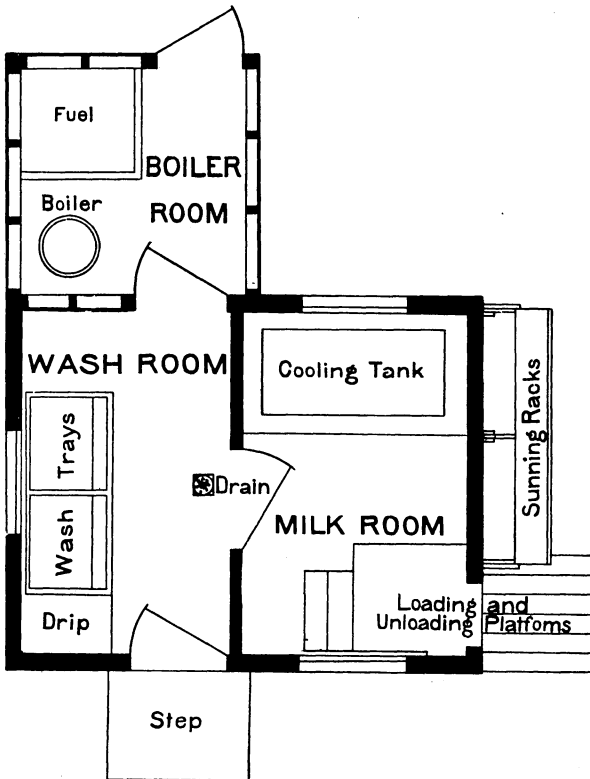 Fuel
BOILER
ROOM
Boiler
WASH ROOM
Cooling Tank
Sunning Racks
Trays
Wash
Drain
MILK ROOM
Loading and
Unloading Platfoms
Drip
Step